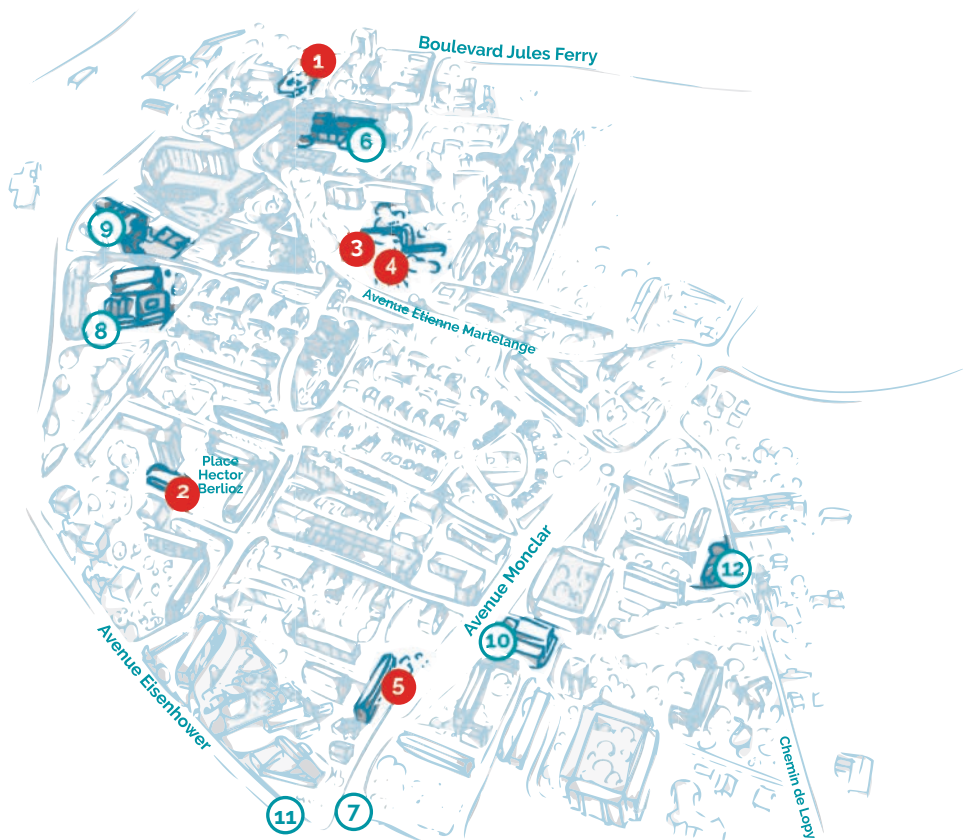 Boulevard Jules Ferry
1
6
9
3
4
8
Avenue Etienne Martelange
Place
Hector
Berlioz
2
Avenue Monclar
12
10
Avenue Eisenhower
5
Chemin de Lopy
11
7